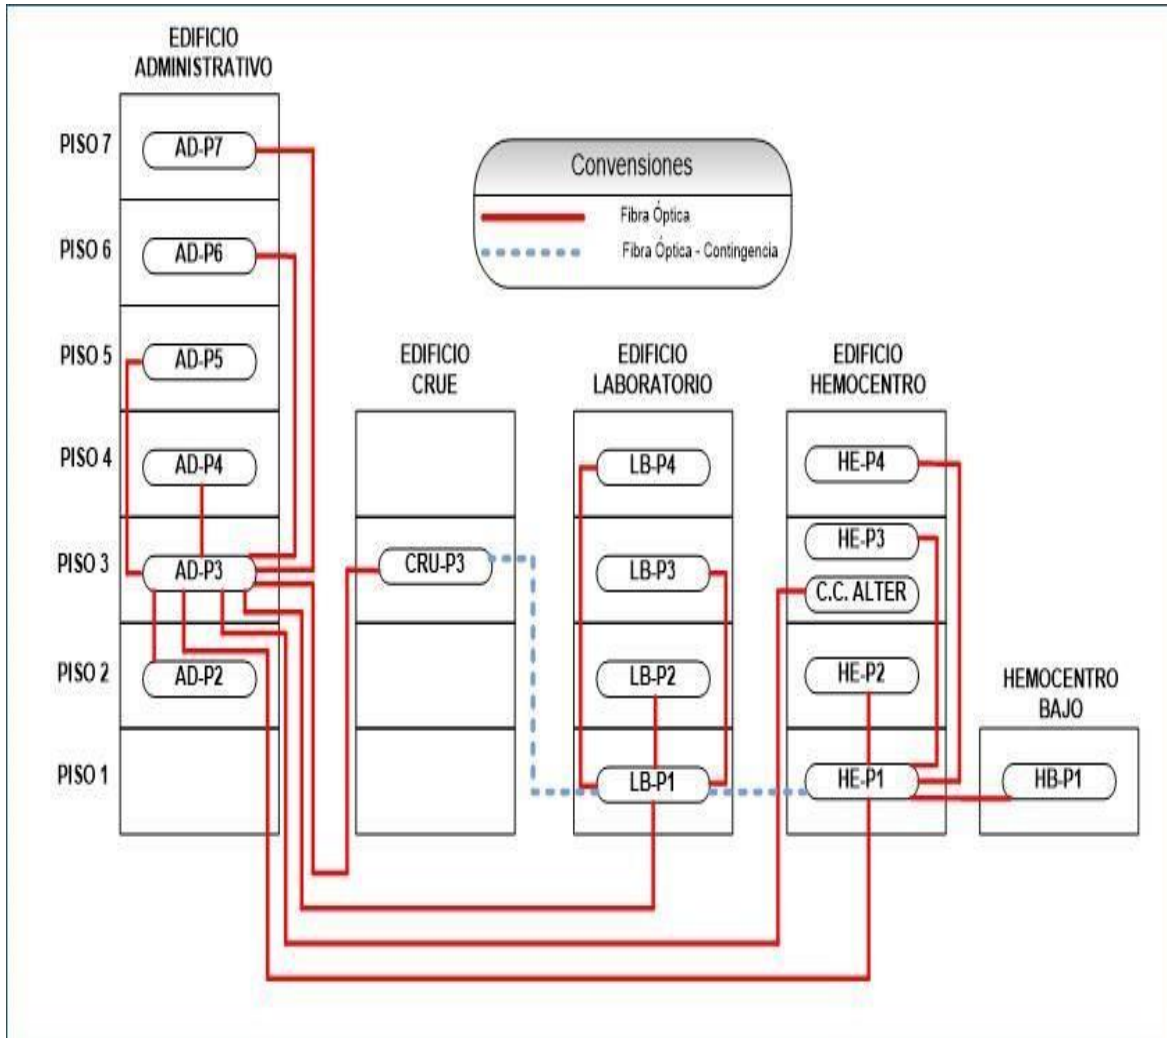 EDIFICIO
ADMINISTRATIVO
PISO 7
AD-P7
Convensiones
Fibra Óptica
Fibra Óptica - Contingencia
PISO 6
AD-P6
PISO 5
AD-P5
EDIFICIO
CRUE
EDIFICIO
LABORATORIO
EDIFICIO
HEMOCENTRO
PISO 4
AD-P4
LB-P4
HE-P4
PISO 3
AD-P3
CRU-P3
LB-P3
HE-P3
C.C. ALTER
PISO 2
AD-P2
LB-P2
HE-P2
HEMOCENTRO
BAJO
PISO 1
LB-P1
HE-P1
HB-P1